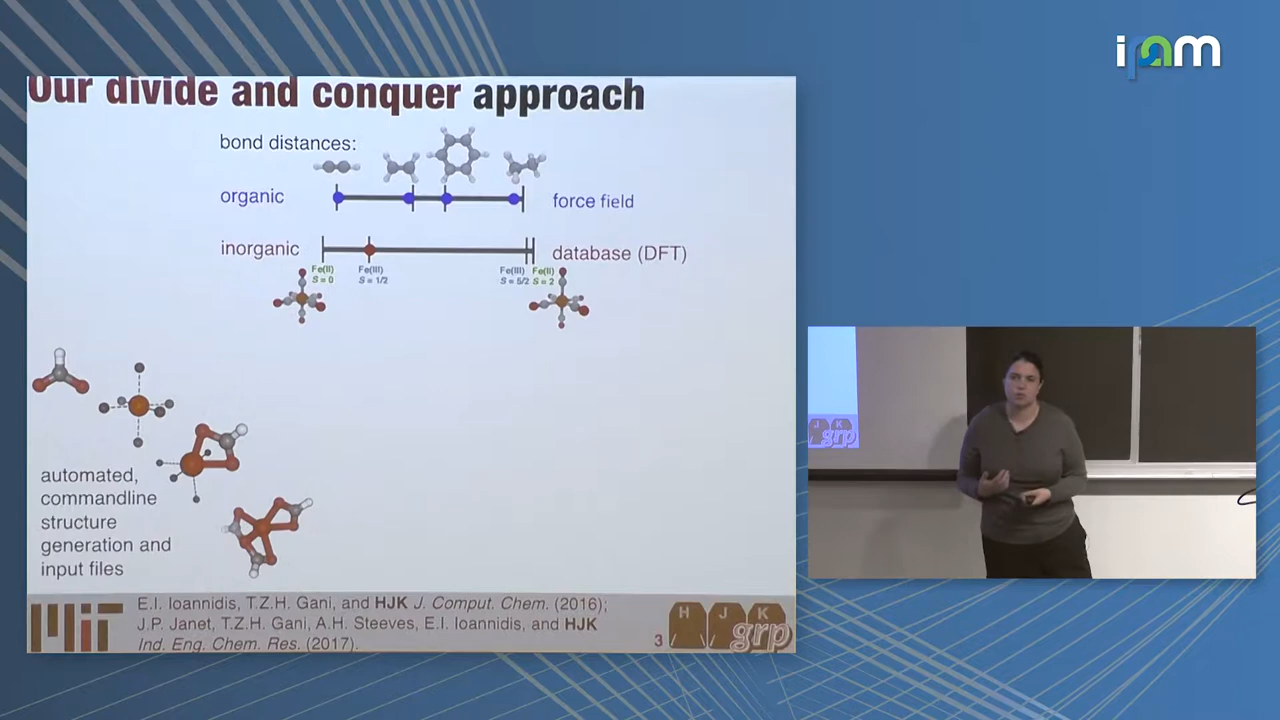 ipam
Our divide and conquer approach
bond distances:
organic
force field
inorganic
database (DFT)
Fe(II)
S = 0
Fe(III)
S = 1/2
Fe(III)
S = 5/2
Fe(II)
S = 2
automated,
commandline
structure
generation and
input files
MIT
E.I. Ioannidis, T.Z.H. Gani, and HJK J. Comput. Chem. (2016);
J.P. Janet, T.Z.H. Gani, A.H. Steeves, E.I. Ioannidis, and HJK
Ind. Eng. Chem. Res. (2017).
3
H J K
grp
J K
grp